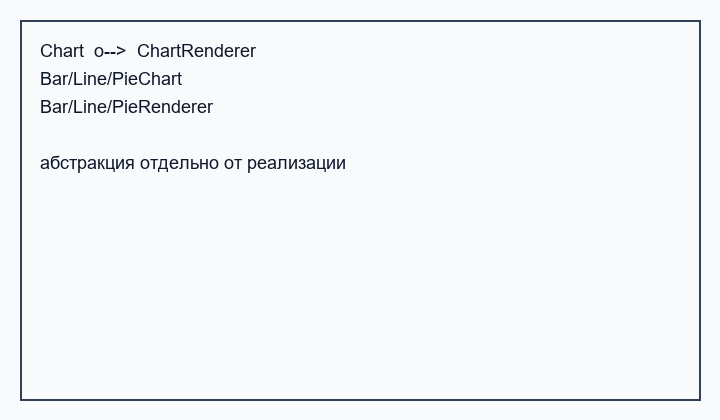 Chart  o-->  ChartRenderer
Bar/Line/PieChart
Bar/Line/PieRenderer
абстракция отдельно от реализации